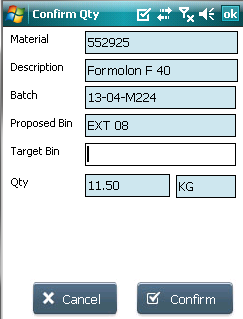 Confirm Qty ok
Material 552925
Description Formolon F 40
Batch 13-04-M224
Proposed Bin EXT 08
Target Bin
Qty 11.50 KG
Cancel Confirm